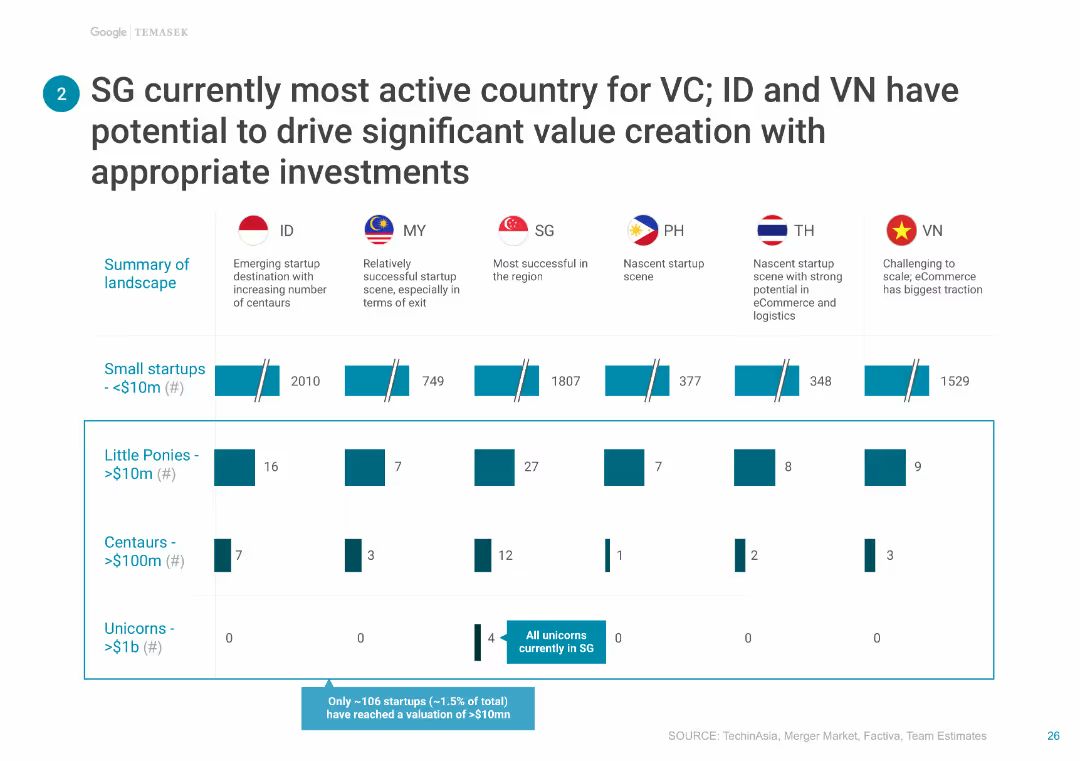 Google | TEMASEK
2
SG currently most active country for VC; ID and VN have
potential to drive significant value creation with
appropriate investments
ID
MY
SG
PH
TH
VN
Summary of
landscape
Emerging startup
destination with
increasing number
of centaurs
Relatively
successful startup
scene, especially in
terms of exit
Most successful in
the region
Nascent startup
scene
Nascent startup
scene with strong
potential in
eCommerce and
logistics
Challenging to
scale; eCommerce
has biggest traction
Small startups
- <$10m (#)
2010
749
1807
377
348
1529
Little Ponies -
>$10m (#)
16
7
27
7
8
9
Centaurs -
>$100m (#)
7
3
12
1
2
3
Unicorns -
>$1b (#)
0
0
4
All unicorns
currently in SG
0
0
0
Only ~106 startups (~1.5% of total)
have reached a valuation of >$10mn
SOURCE: TechinAsia, Merger Market, Factiva, Team Estimates
26